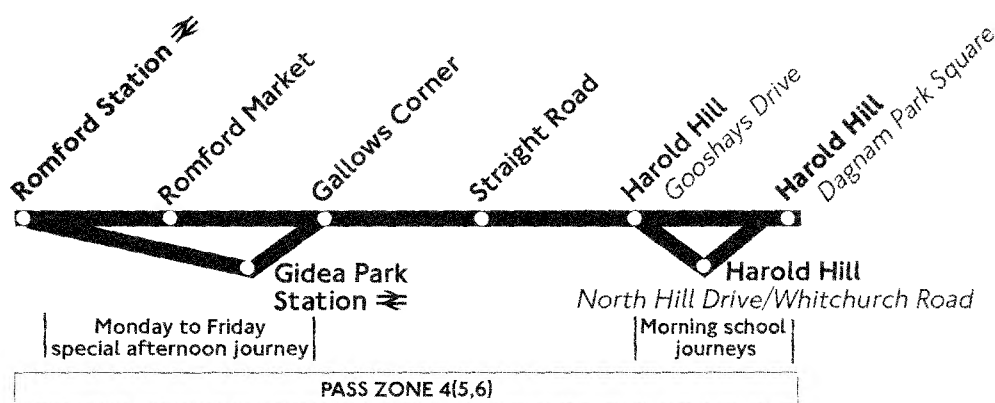 Romford Station
Romford Market
Gallows Corner
Straight Road
Harold Hill
Gooshays Drive
Harold Hill
Dagnam Park Square
Gidea Park
Station
Harold Hill
North Hill Drive/Whitchurch Road
Monday to Friday
special afternoon journey
Morning school
journeys
PASS ZONE 4(5,6)